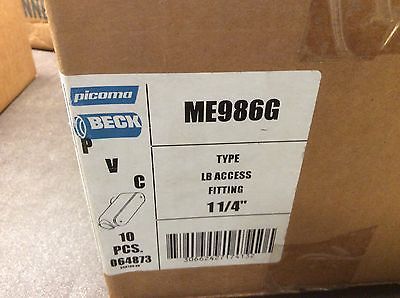 picoma
BECK
P
V
C
10
PCS.
064873
ME986G
TYPE
LB ACCESS
FITTING
1 1/4"